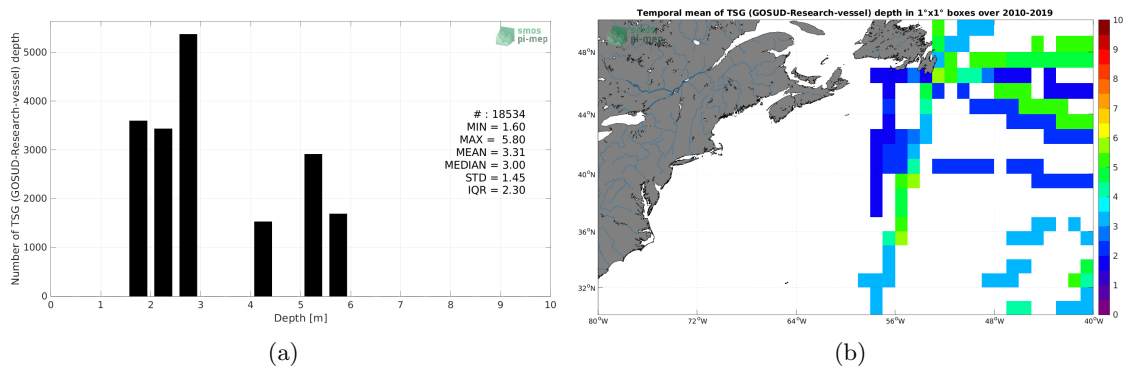 smos
pi-mep
Number of TSG (GOSUD-Research-vessel) depth
5000
4000
3000
2000
1000
0
# : 18534
MIN = 1.60
MAX = 5.80
MEAN = 3.31
MEDIAN = 3.00
STD = 1.45
IQR = 2.30
0 1 2 3 4 5 6 7 8 9 10
Depth [m]
(a)
Temporal mean of TSG (GOSUD-Research-vessel) depth in 1°x1° boxes over 2010-2019
smos
pi-mep
48°N
44°N
40°N
36°N
32°N
80°W 72°W 64°W 56°W 48°W 40°W
10
9
8
7
6
5
4
3
2
1
0
(b)